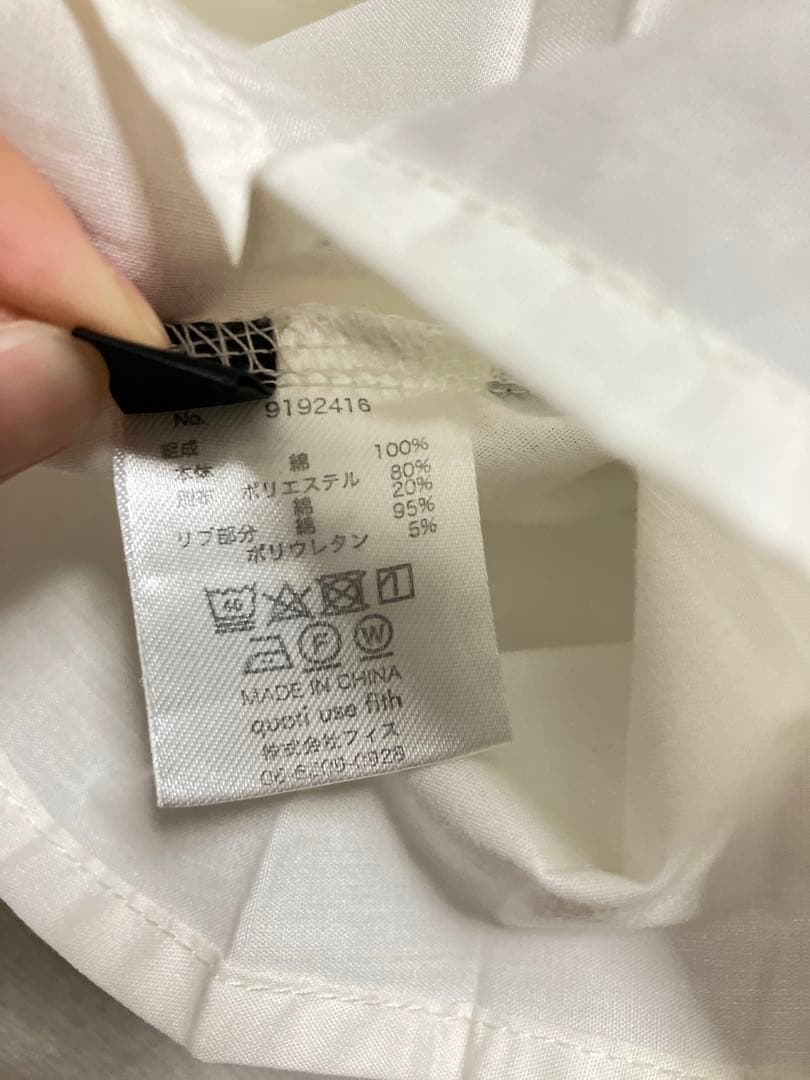 No. 9192416
組成
本体 綿 100%
別布 ポリエステル 80%
綿 20%
リブ部分 綿 95%
ポリウレタン 5%
40
F W
MADE IN CHINA
quori use fith
株式会社フィス